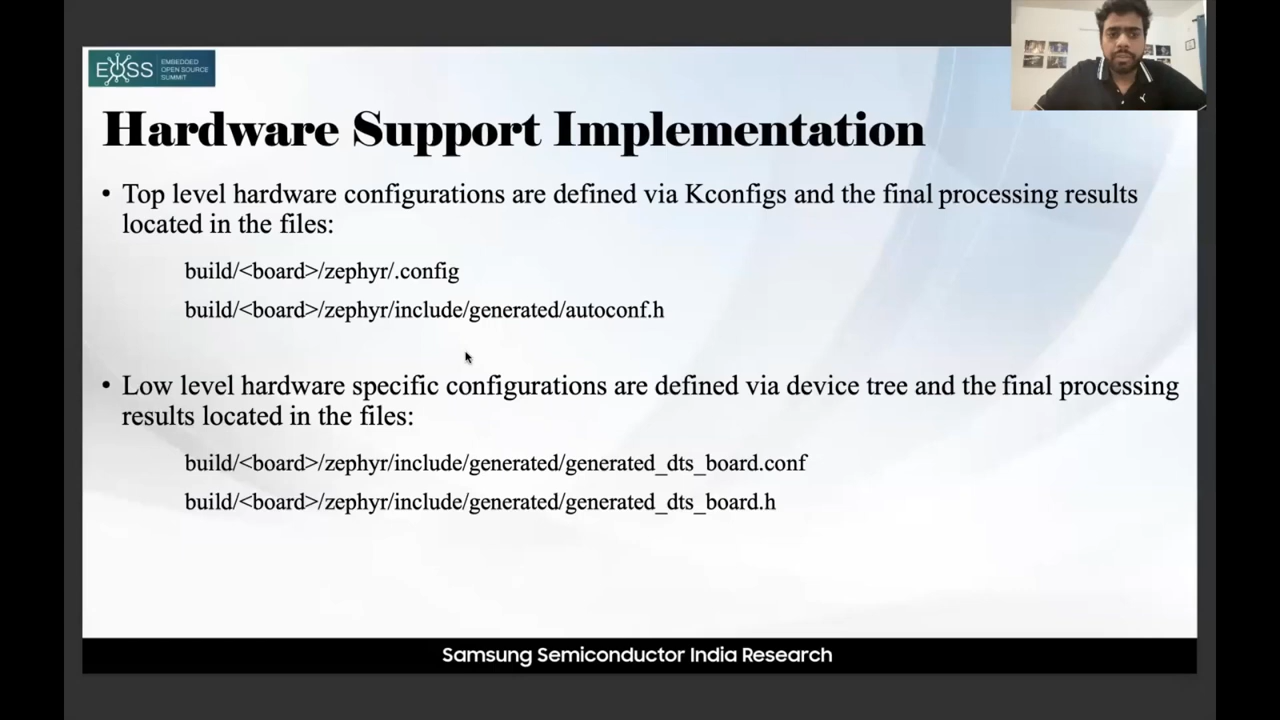 EOSS EMBEDDED
OPEN SOURCE
SUMMIT
Hardware Support Implementation
• Top level hardware configurations are defined via Kconfigs and the final processing results
located in the files:
build/<board>/zephyr/.config
build/<board>/zephyr/include/generated/autoconf.h
• Low level hardware specific configurations are defined via device tree and the final processing
results located in the files:
build/<board>/zephyr/include/generated/generated_dts_board.conf
build/<board>/zephyr/include/generated/generated_dts_board.h
Samsung Semiconductor India Research